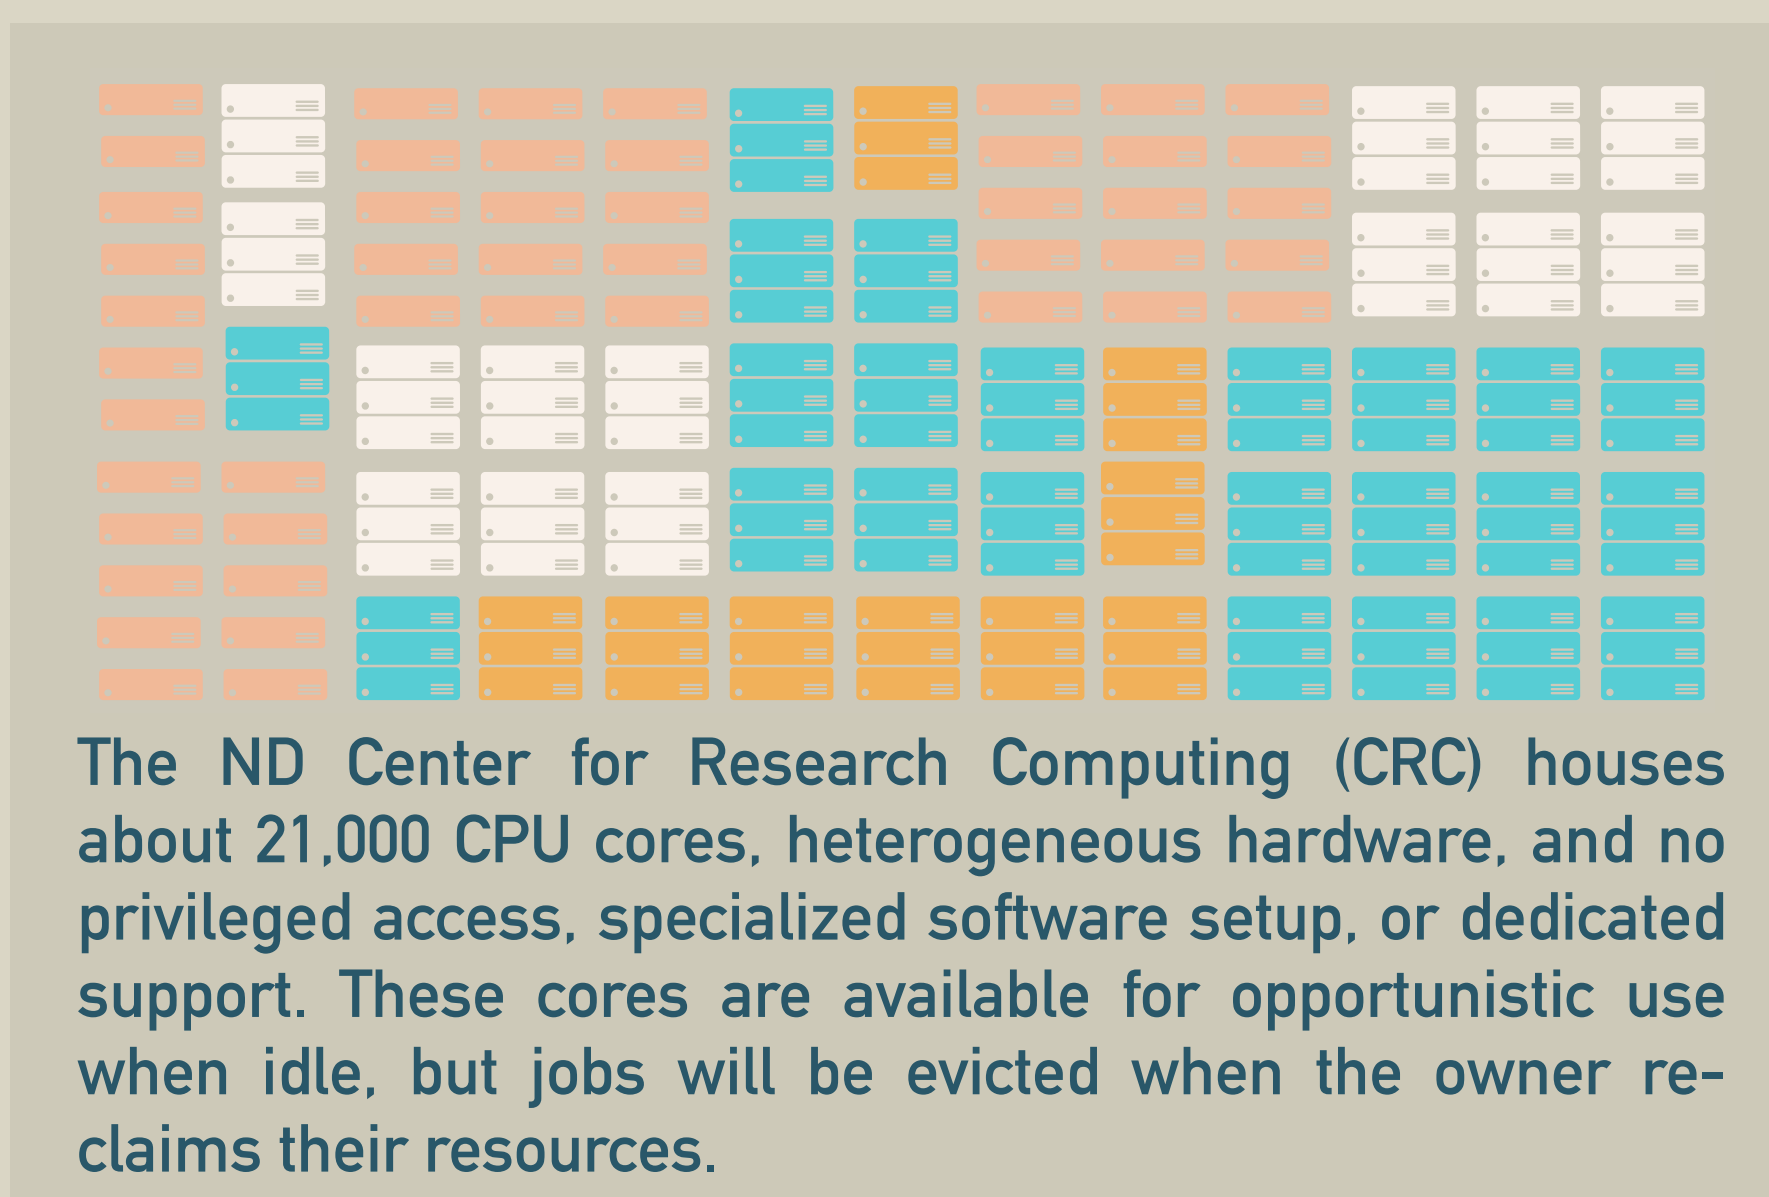 The ND Center for Research Computing (CRC) houses
about 21,000 CPU cores, heterogeneous hardware, and no
privileged access, specialized software setup, or dedicated
support. These cores are available for opportunistic use
when idle, but jobs will be evicted when the owner re-
claims their resources.